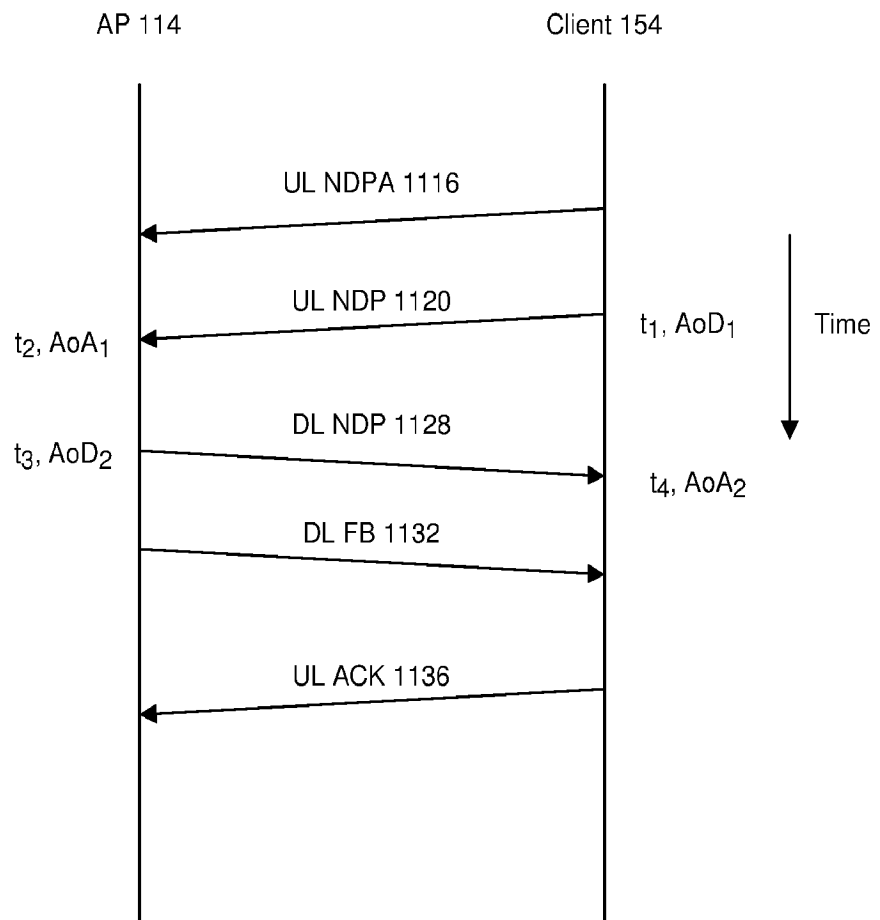 AP 114
Client 154
UL NDPA 1116
UL NDP 1120
t1, AoD1
Time
t2, AoA1
DL NDP 1128
t3, AoD2
t4, AoA2
DL FB 1132
UL ACK 1136